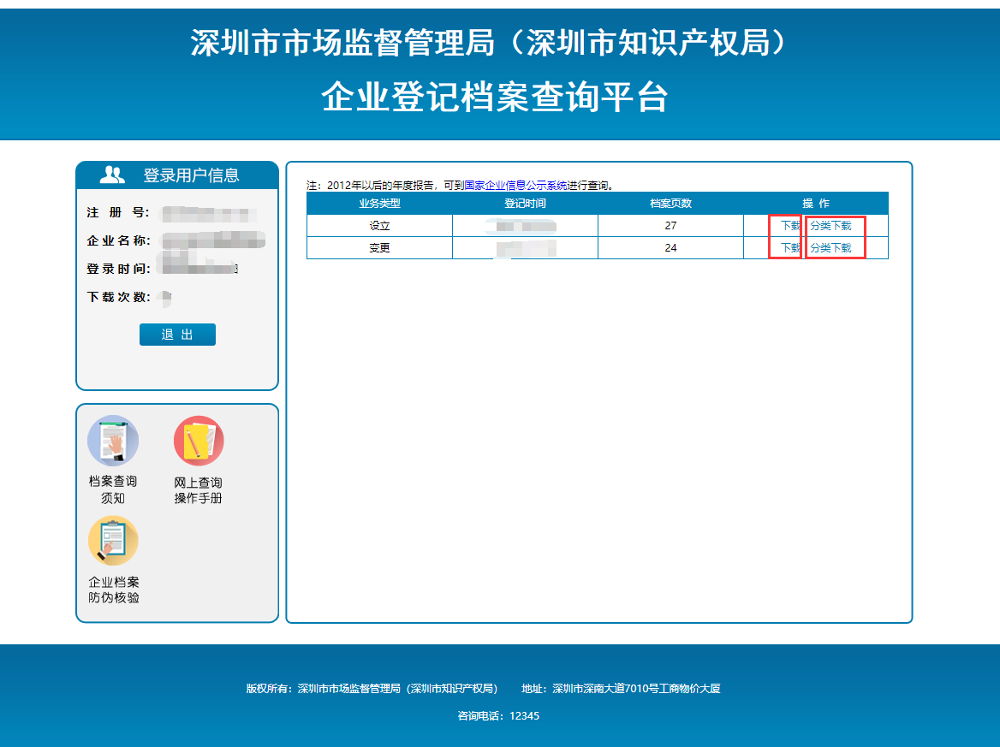 深圳市市场监督管理局（深圳市知识产权局）
企业登记档案查询平台
登录用户信息
注 册 号：
企业名称：
登录时间：
下载次数：
退 出
档案查询
须知
网上查询
操作手册
企业档案
防伪核验
注：2012年以后的年度报告，可到国家企业信息公示系统进行查询。
业务类型 登记时间 档案页数 操 作
设立 27 下载 分类下载
变更 24 下载 分类下载
版权所有：深圳市市场监督管理局（深圳市知识产权局） 地址：深圳市深南大道7010号工商物价大厦
咨询电话：12345